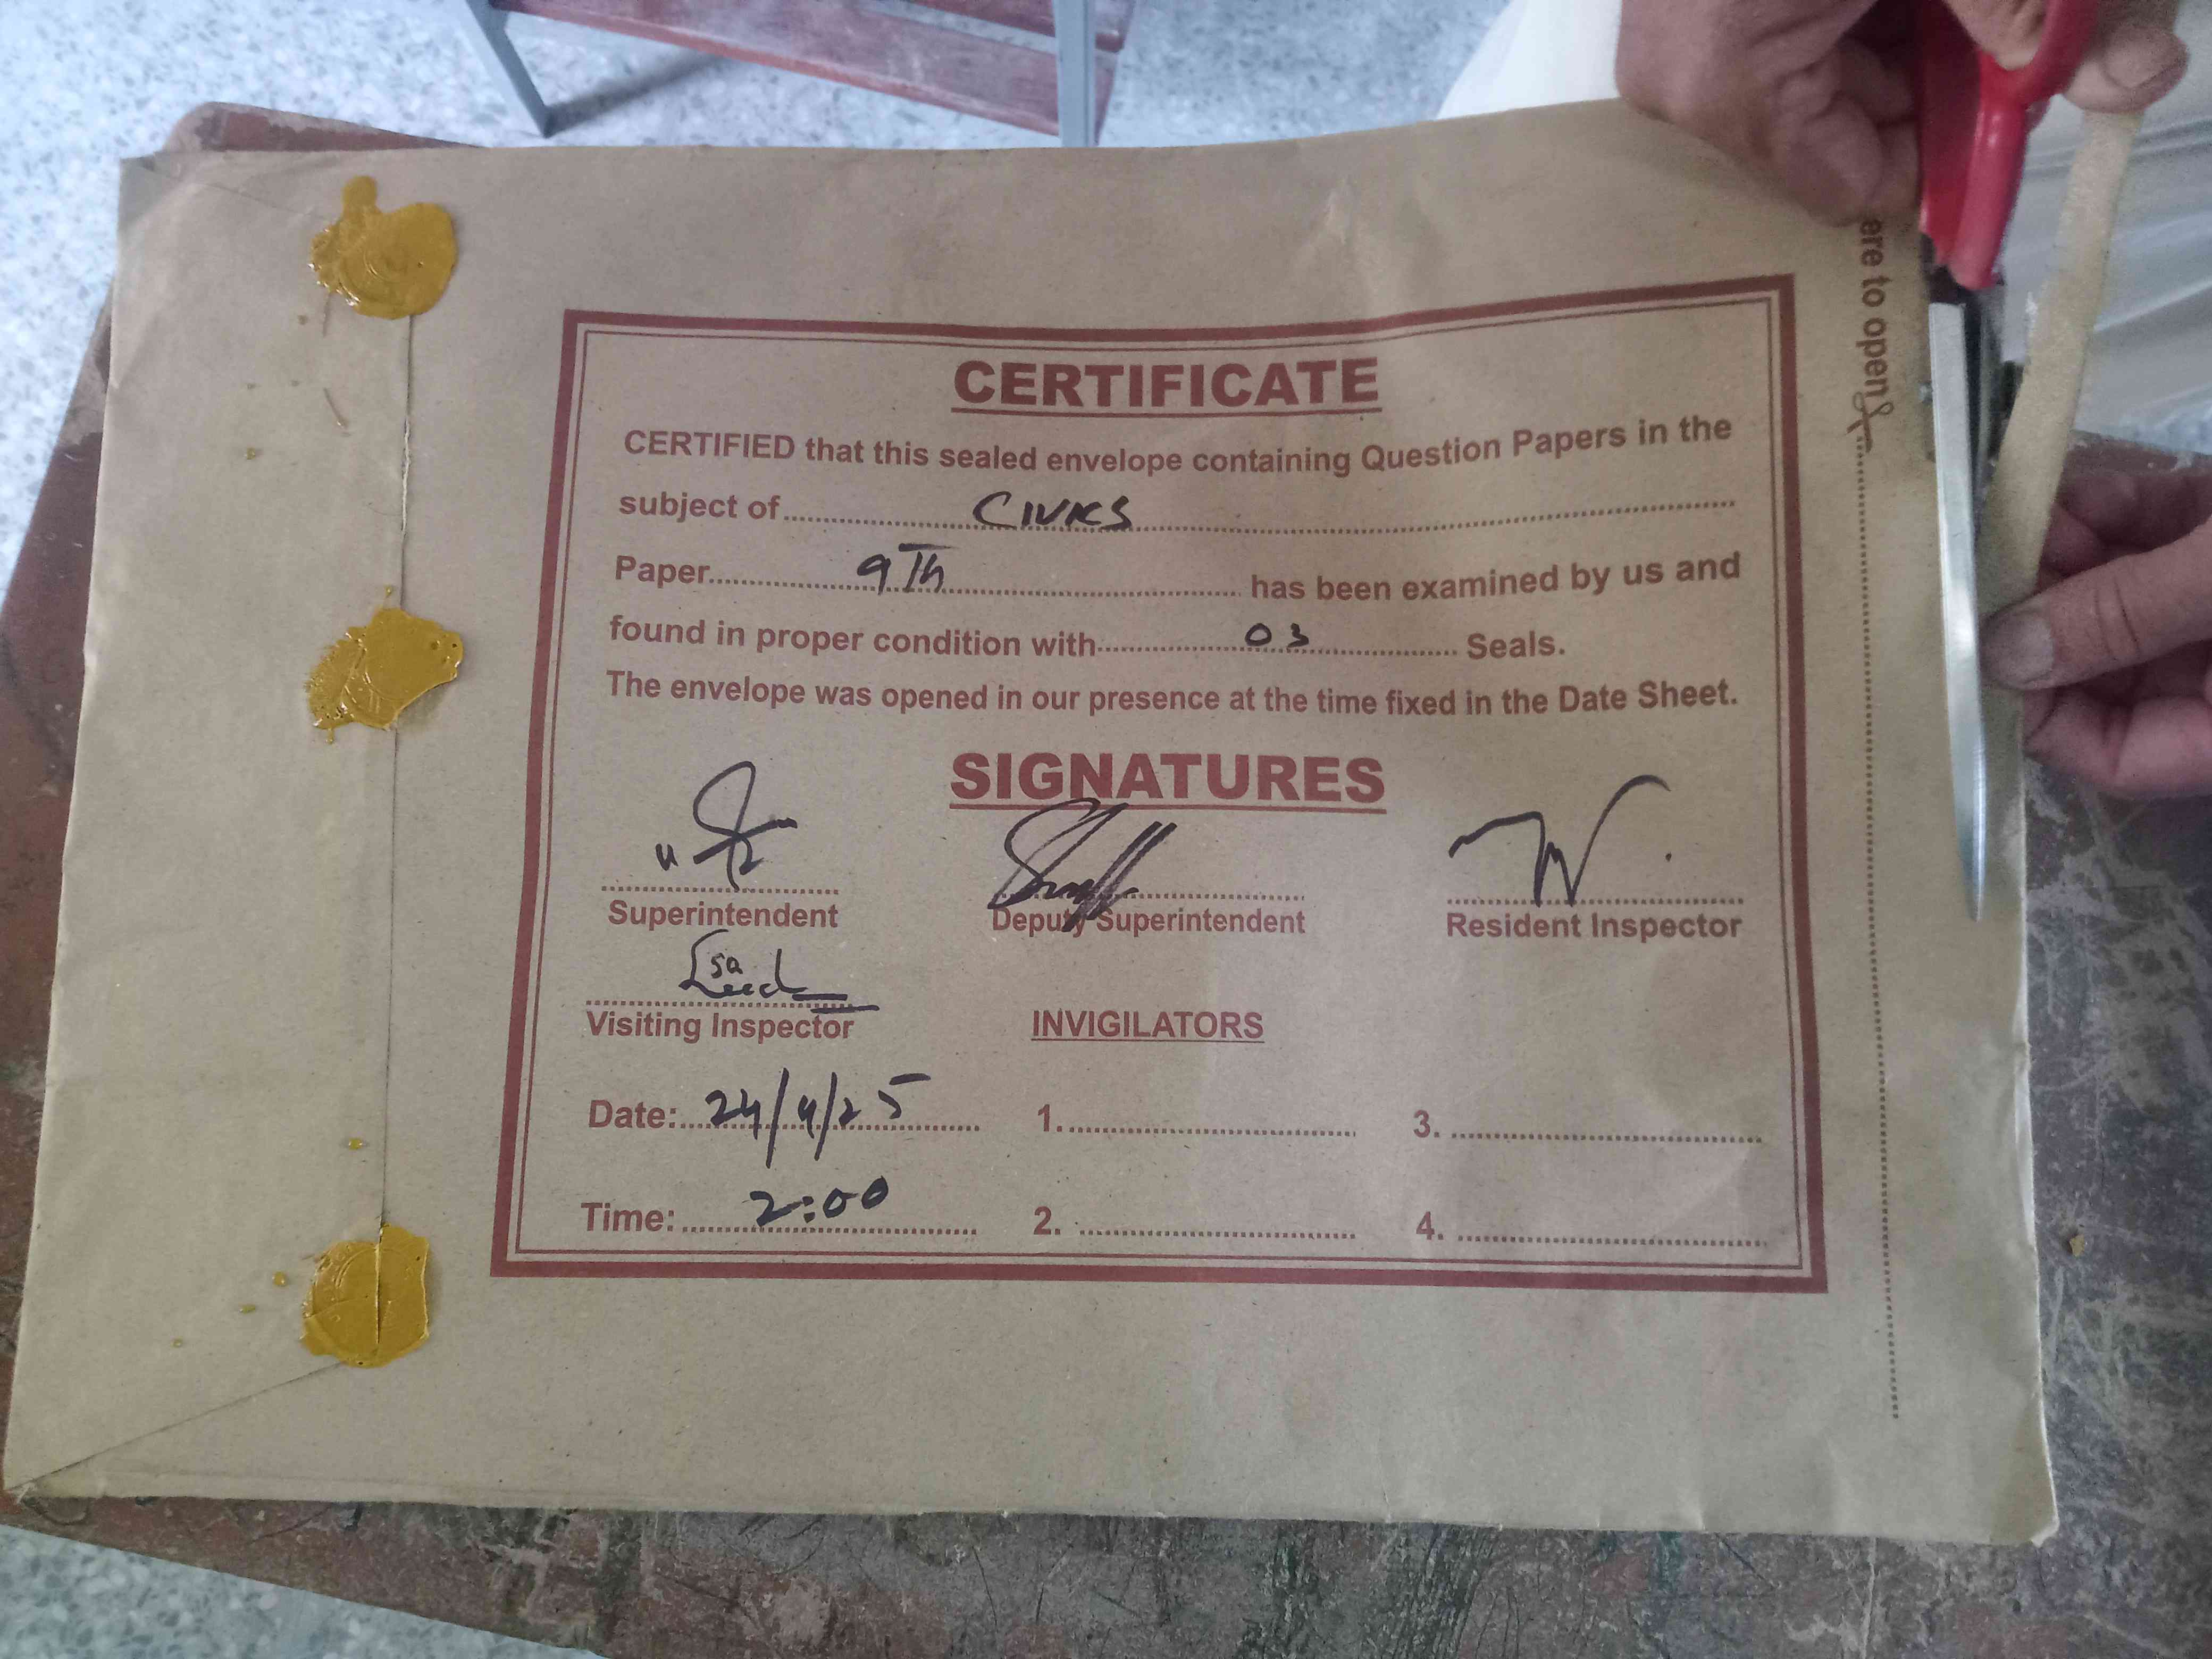 CERTIFICATE
CERTIFIED that this sealed envelope containing Question Papers in the
subject of.....CIVICS.....
Paper.....9Th.....has been examined by us and
found in proper condition with.....03.....Seals.
The envelope was opened in our presence at the time fixed in the Date Sheet.
SIGNATURES
Superintendent Deputy Superintendent Resident Inspector
Visiting Inspector INVIGILATORS
Date:.....24/4/25..... 1. ..... 3. .....
Time:.....2:00..... 2. ..... 4. .....
ere to open